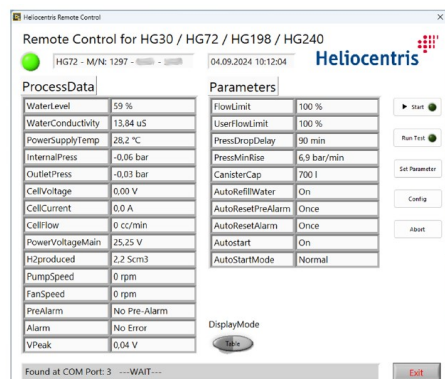 Heliocentris Remote Control
Remote Control for HG30 / HG72 / HG198 / HG240
HG72 - M/N: 1297 - -
04.09.2024 10:12:04
Heliocentris
ProcessData
WaterLevel 59 %
WaterConductivity 13,84 uS
PowerSupplyTemp 28,2 °C
InternalPress -0,06 bar
OutletPress -0,03 bar
CellVoltage 0,00 V
CellCurrent 0,0 A
CellFlow 0 cc/min
PowerVoltageMain 25,25 V
H2produced 2,2 Scm3
PumpSpeed 0 rpm
FanSpeed 0 rpm
PreAlarm No Pre-Alarm
Alarm No Error
VPeak 0,04 V
Parameters
FlowLimit 100 %
UserFlowLimit 100 %
PressDropDelay 90 min
PressMinRise 6,9 bar/min
CanisterCap 700 l
AutoRefillWater On
AutoResetPreAlarm Once
AutoResetAlarm Once
Autostart On
AutoStartMode Normal
DisplayMode
Table
Start
Run Test
Set Parameter
Config
Abort
Found at COM Port: 3 ---WAIT---
Exit